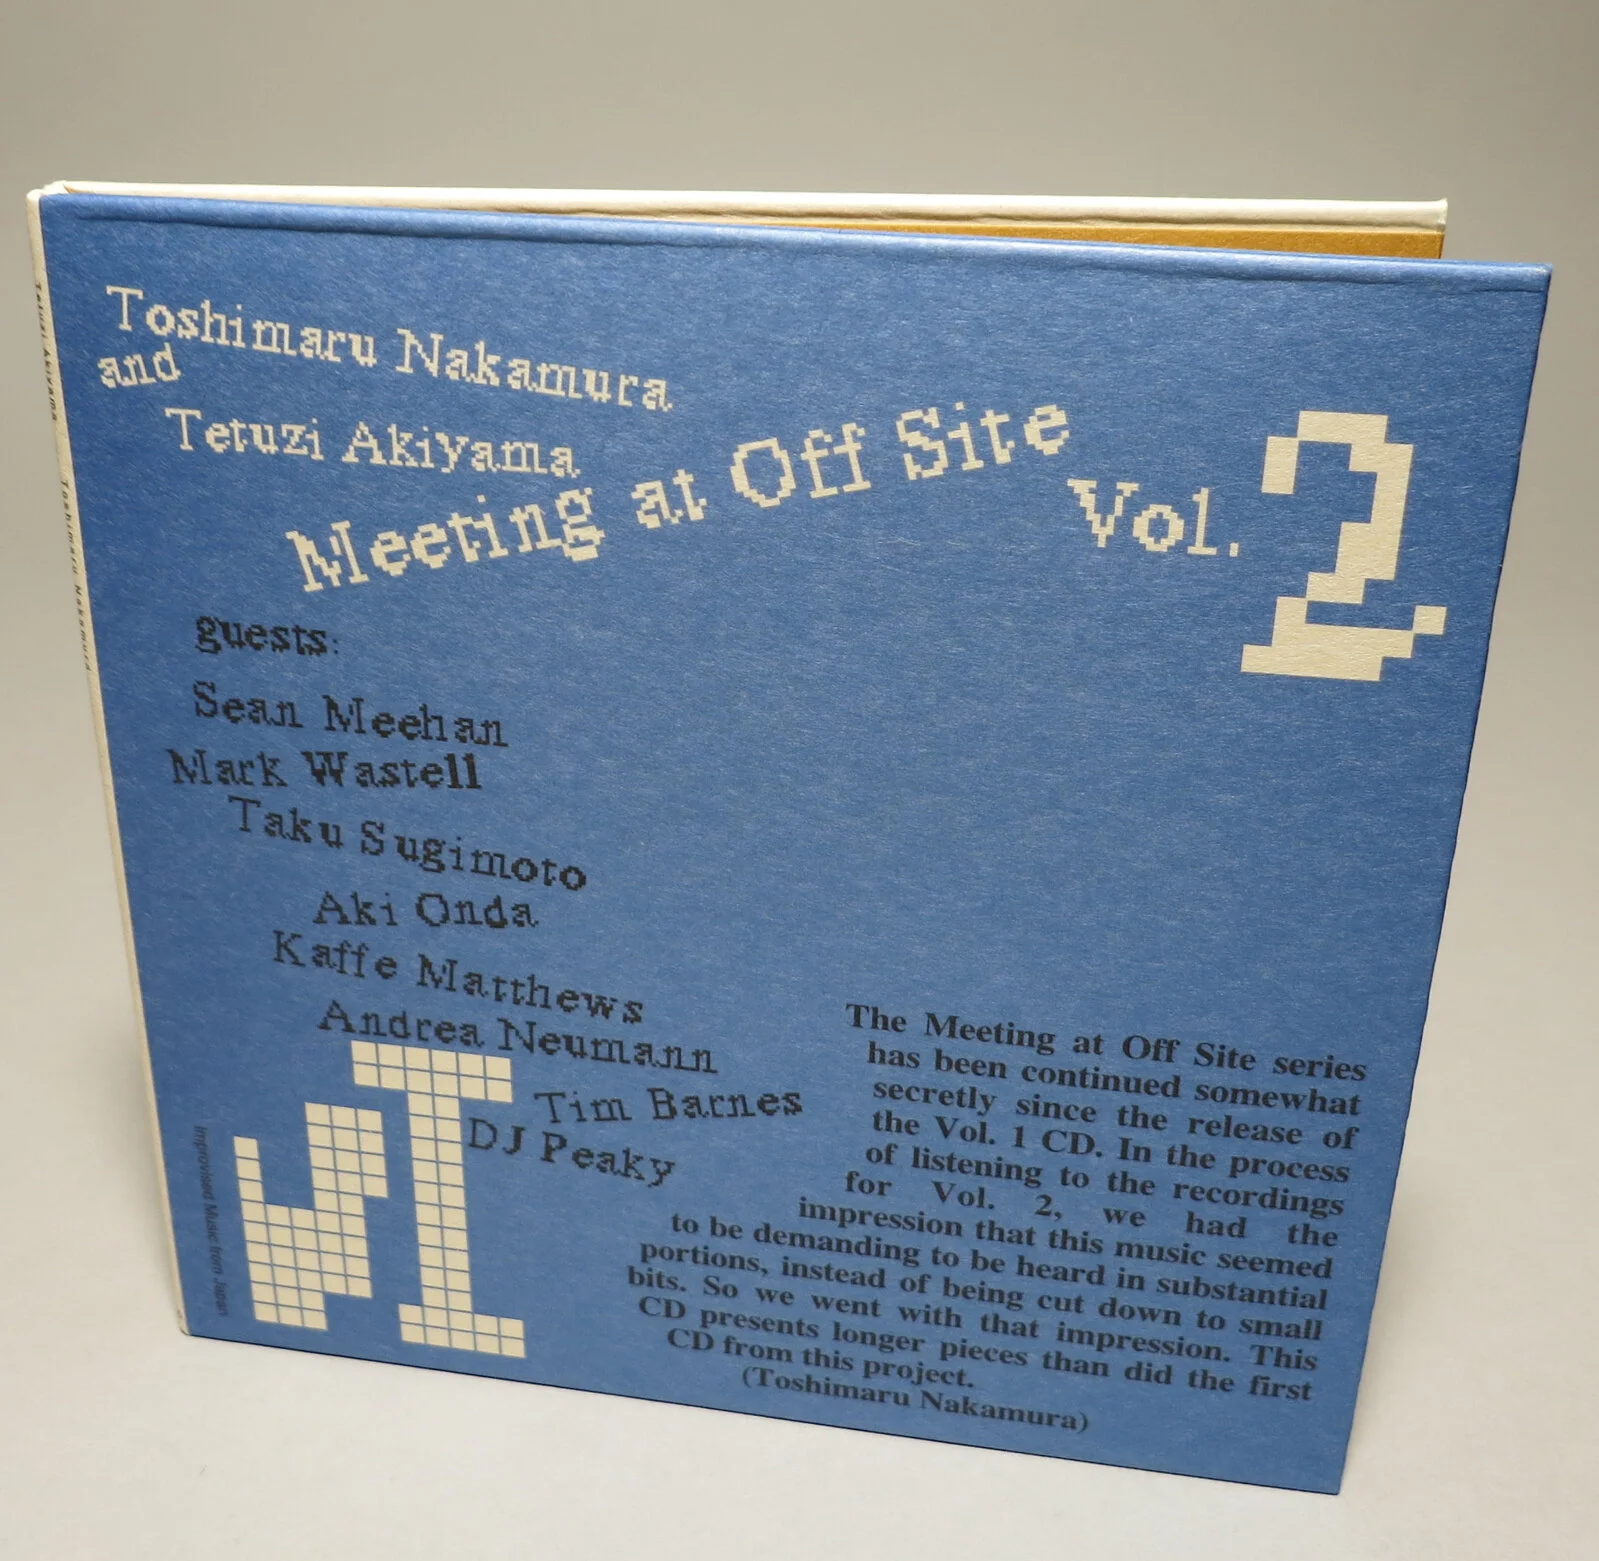 Toshimaru Nakamura
and
Tetuzi Akiyama
Meeting at Off Site
Vol. 2
guests:
Sean Meehan
Mark Wastell
Taku Sugimoto
Aki Onda
Kaffe Matthews
Andrea Neumann
Tim Barnes
DJ Peaky
The Meeting at Off Site series
has been continued somewhat
secretly since the release of
the Vol. 1 CD. In the process
of listening to the recordings
for Vol. 2, we had the
impression that this music seemed
to be demanding to be heard in substantial
portions, instead of being cut down to small
bits. So we went with that impression. This
CD presents longer pieces than did the first
CD from this project.
(Toshimaru Nakamura)
Improvised Music from Japan
Tetuzi Akiyama Toshimaru Nakamura